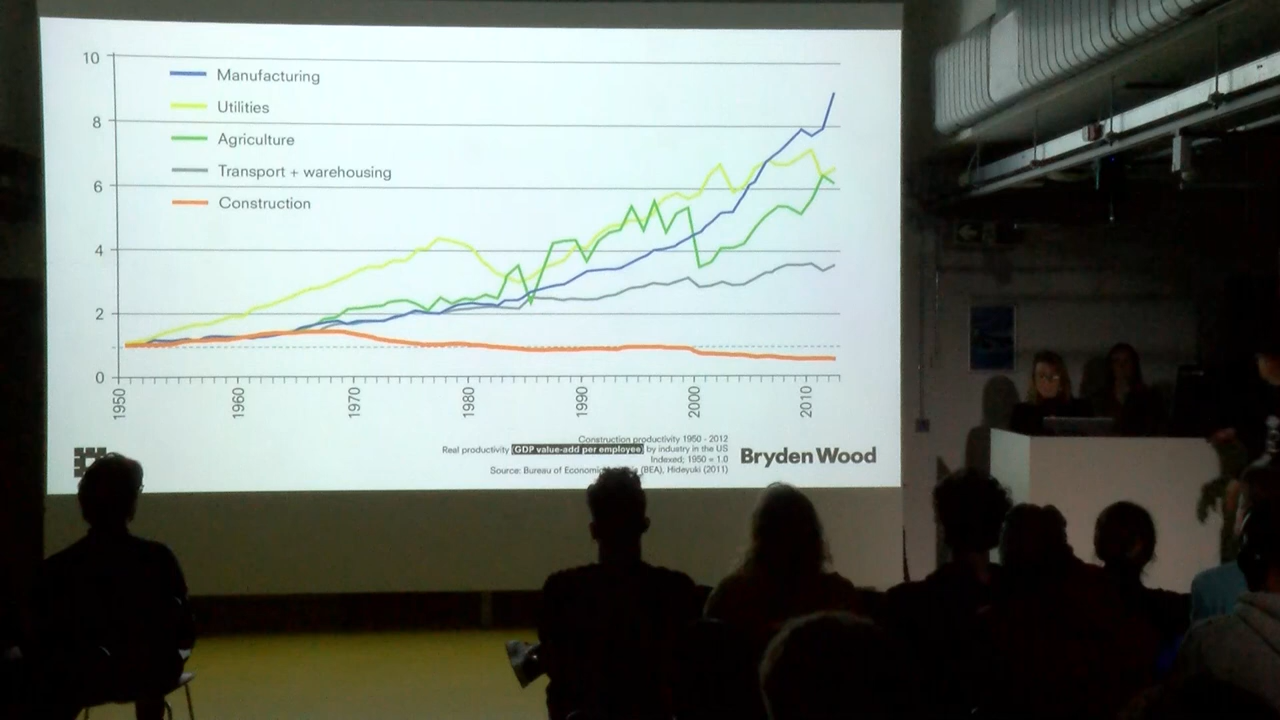 10
8
6
4
2
0
Manufacturing
Utilities
Agriculture
Transport + warehousing
Construction
1950
1960
1970
1980
1990
2000
2010
Construction productivity 1950 - 2012
Real productivity (GDP value-add per employee) by industry in the US
Indexed; 1950 = 1.0
Source: Bureau of Economic (BEA), Hideyuki (2011)
Bryden Wood